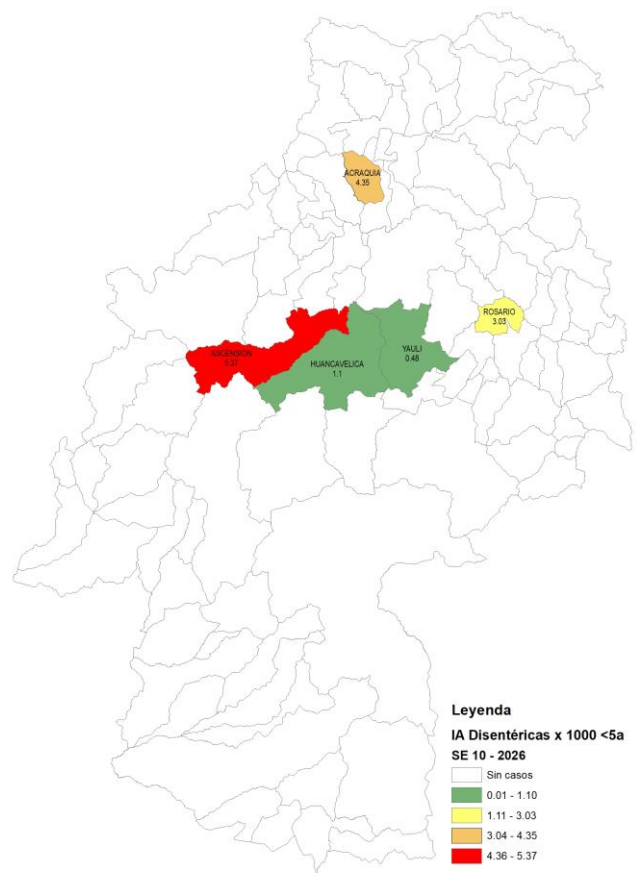 ACRAQUIA
4.35
ROSARIO
3.03
ASCENSION
5.37
HUANCAVELICA
1.1
YAULI
0.48
Leyenda
IA Disentéricas x 1000 <5a
SE 10 - 2026
Sin casos
0.01 - 1.10
1.11 - 3.03
3.04 - 4.35
4.36 - 5.37